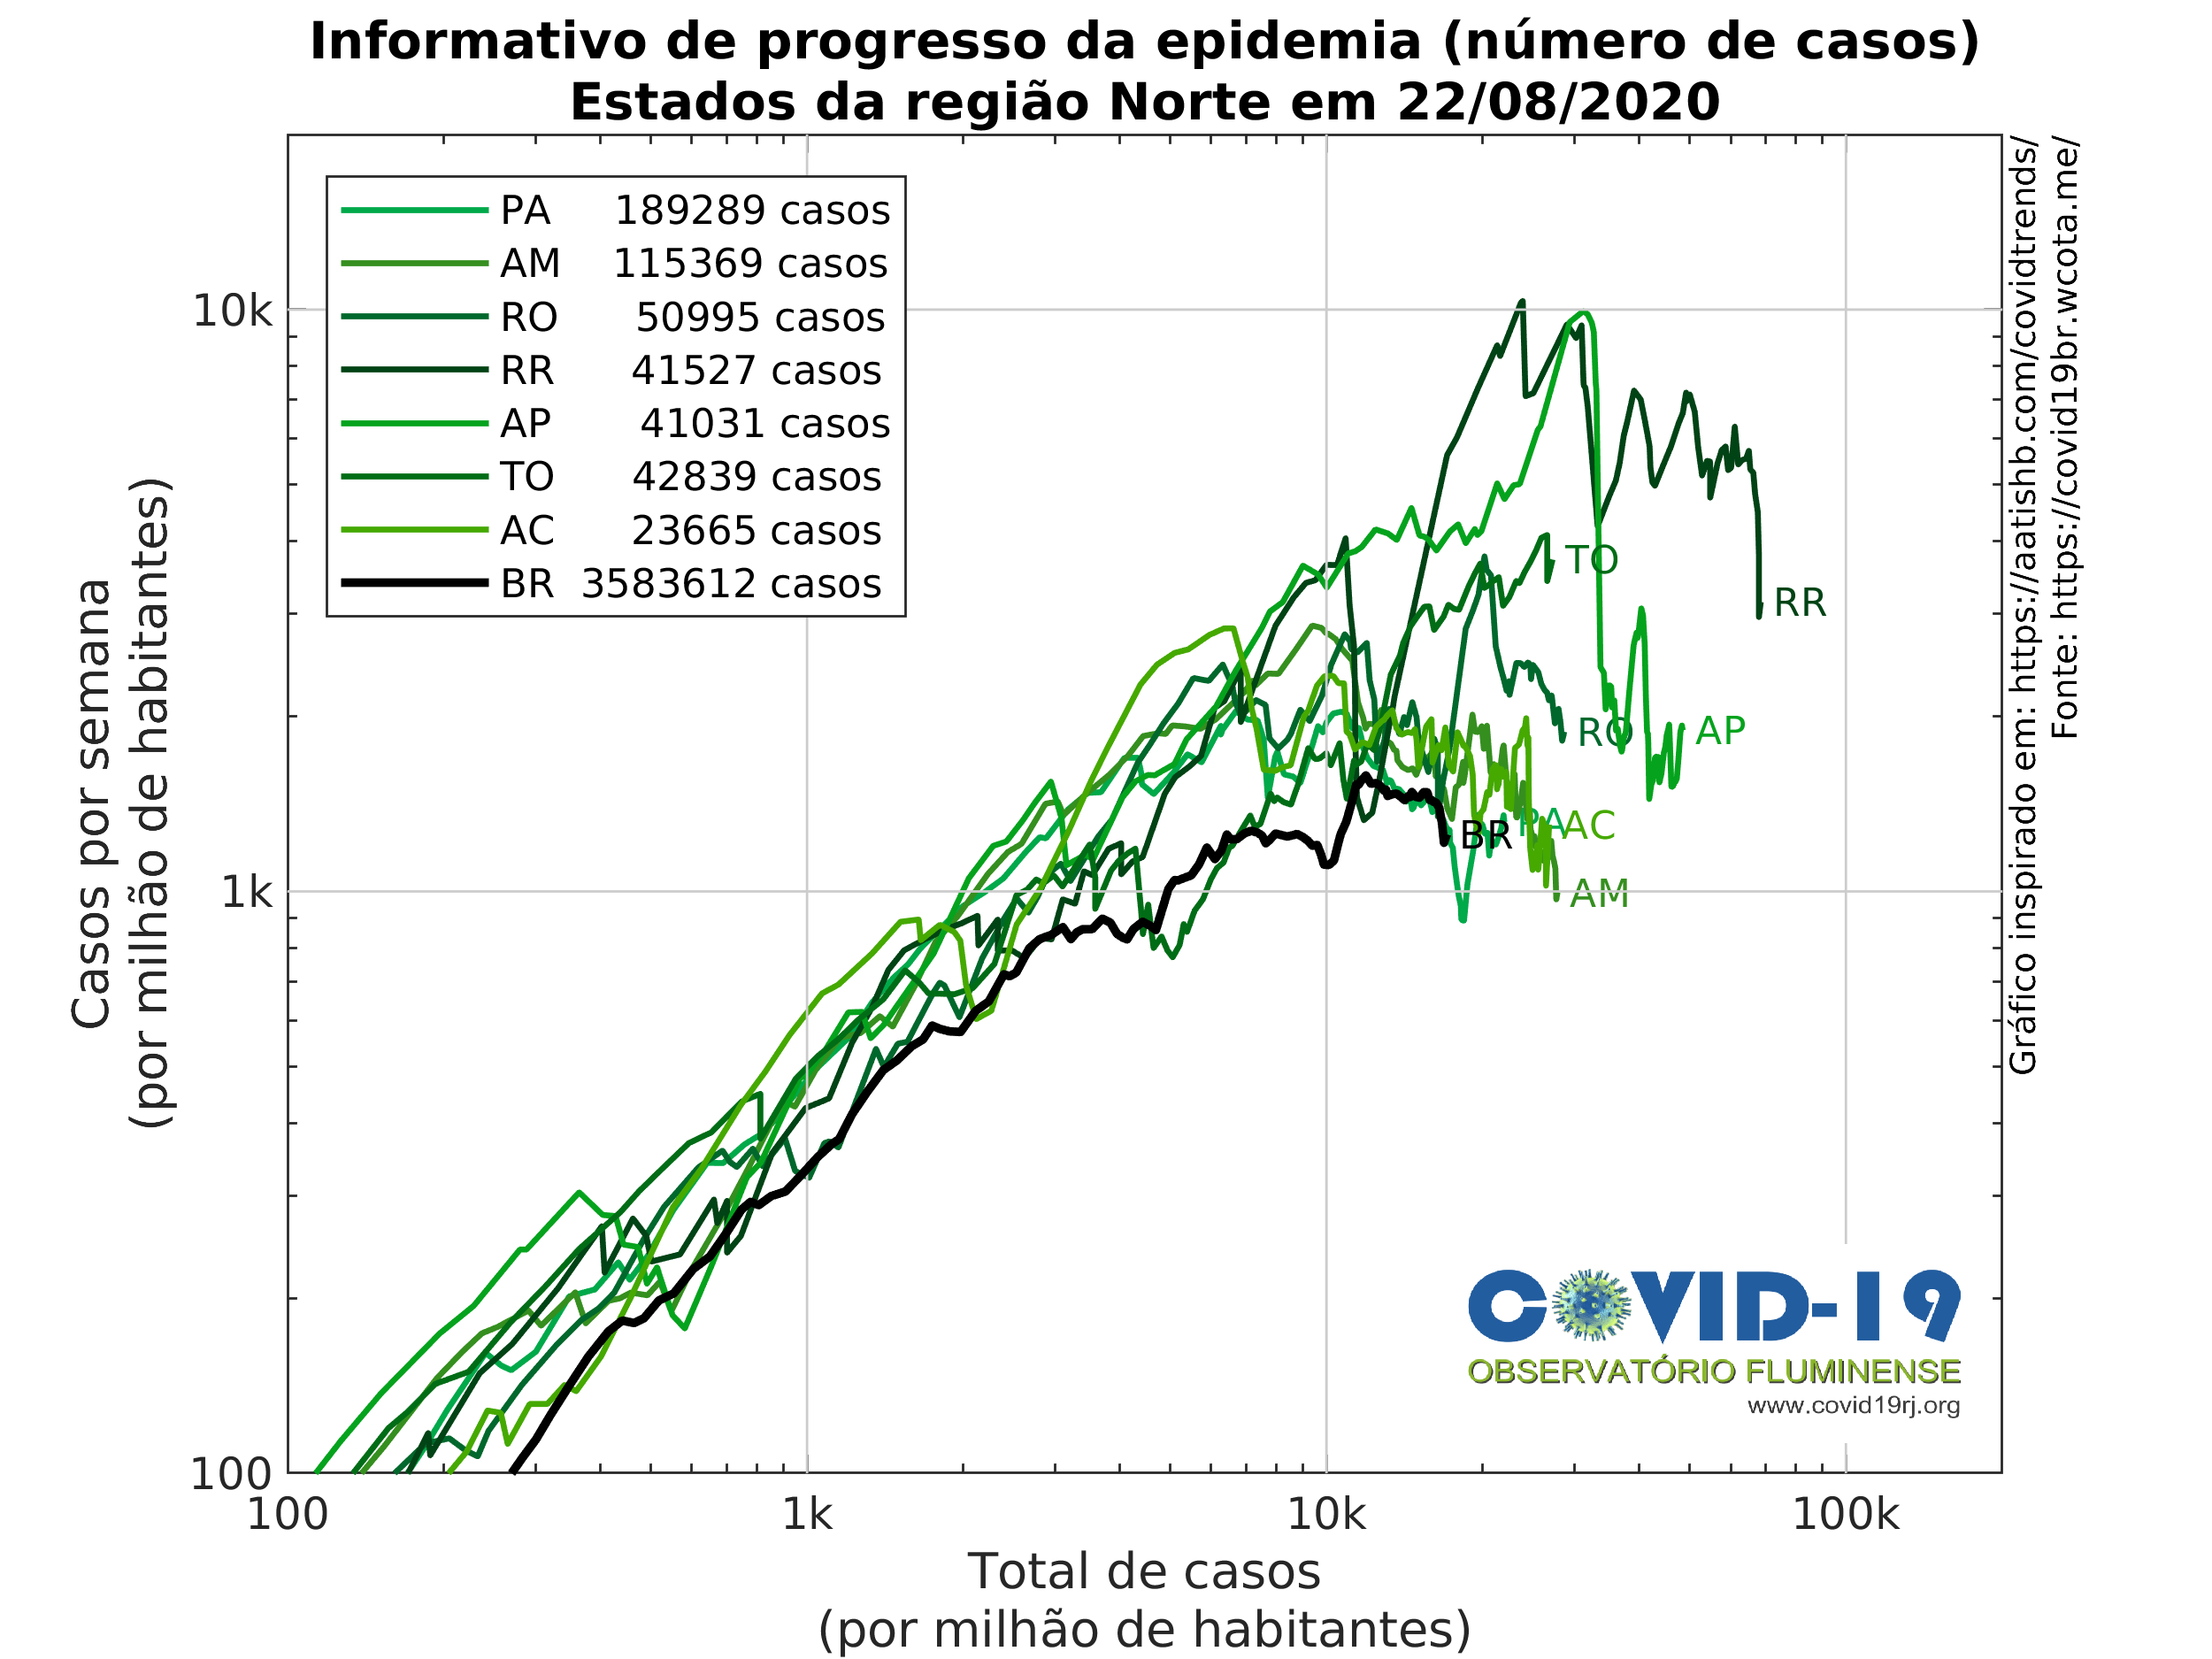 Informativo de progresso da epidemia (número de casos)
Estados da região Norte em 22/08/2020
PA 189289 casos
AM 115369 casos
RO 50995 casos
RR 41527 casos
AP 41031 casos
TO 42839 casos
AC 23665 casos
BR 3583612 casos
Casos por semana
(por milhão de habitantes)
10k
1k
100
TO
RR
RO
AP
BR
PA
AC
AM
Gráfico inspirado em: https://aatishb.com/covidtrends/
Fonte: https://covid19br.wcota.me/
COVID-19
OBSERVATÓRIO FLUMINENSE
www.covid19rj.org
100
1k
10k
100k
Total de casos
(por milhão de habitantes)